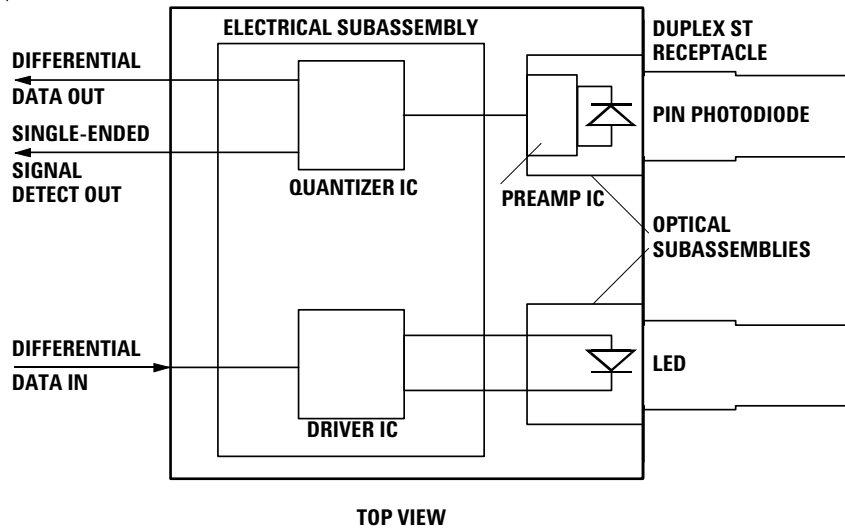 ELECTRICAL SUBASSEMBLY
DUPLEX ST
RECEPTACLE
DIFFERENTIAL
DATA OUT
SINGLE-ENDED
SIGNAL
DETECT OUT
QUANTIZER IC
PREAMP IC
PIN PHOTODIODE
OPTICAL
SUBASSEMBLIES
DIFFERENTIAL
DATA IN
DRIVER IC
LED
TOP VIEW